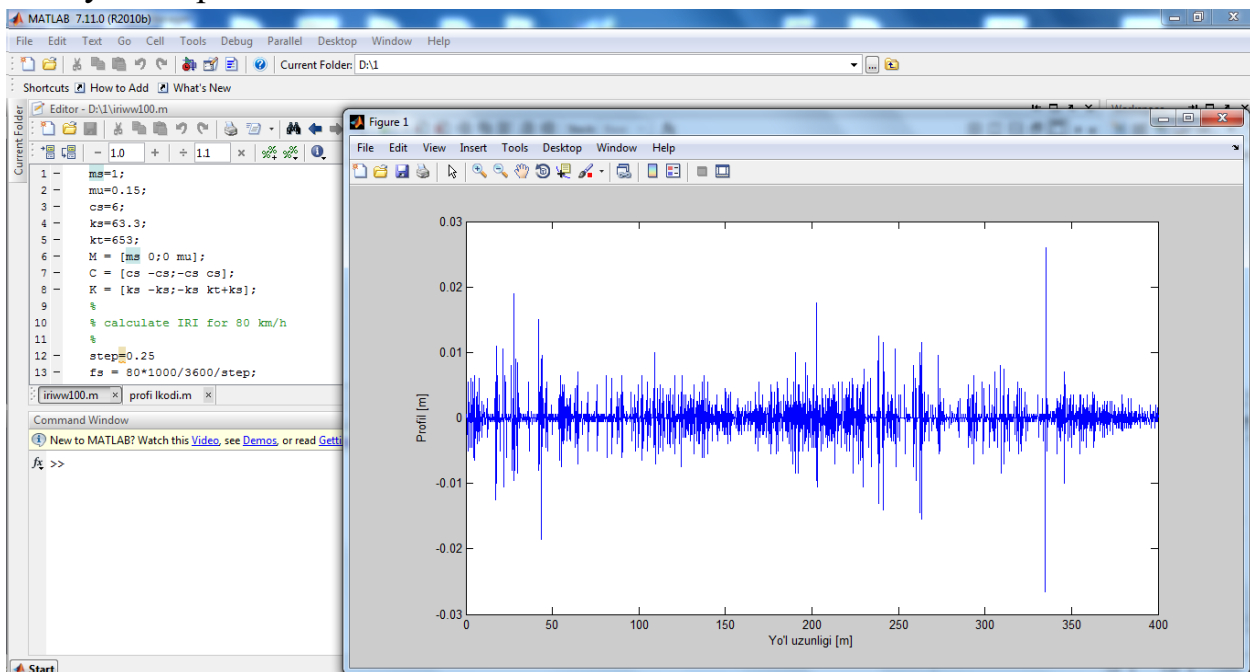 MATLAB 7.11.0 (R2010b)
File Edit Text Go Cell Tools Debug Parallel Desktop Window Help
Current Folder: D:\1
Shortcuts How to Add What's New
Current Folder
Editor - D:\1\iriww100.m
1.0 1.1
1 ms=1;
2 mu=0.15;
3 cs=6;
4 ks=63.3;
5 kt=653;
6 M = [ms 0;0 mu];
7 C = [cs -cs;-cs cs];
8 K = [ks -ks;-ks kt+ks];
9 %
10 % calculate IRI for 80 km/h
11 %
12 step=0.25
13 fs = 80*1000/3600/step;
iriww100.m profi lkodi.m
Command Window
New to MATLAB? Watch this Video, see Demos, or read
fx >>
Start
Figure 1
File Edit View Insert Tools Desktop Window Help
0.03
0.02
0.01
0
-0.01
-0.02
-0.03
Profil [m]
0 50 100 150 200 250 300 350 400
Yo'l uzunligi [m]